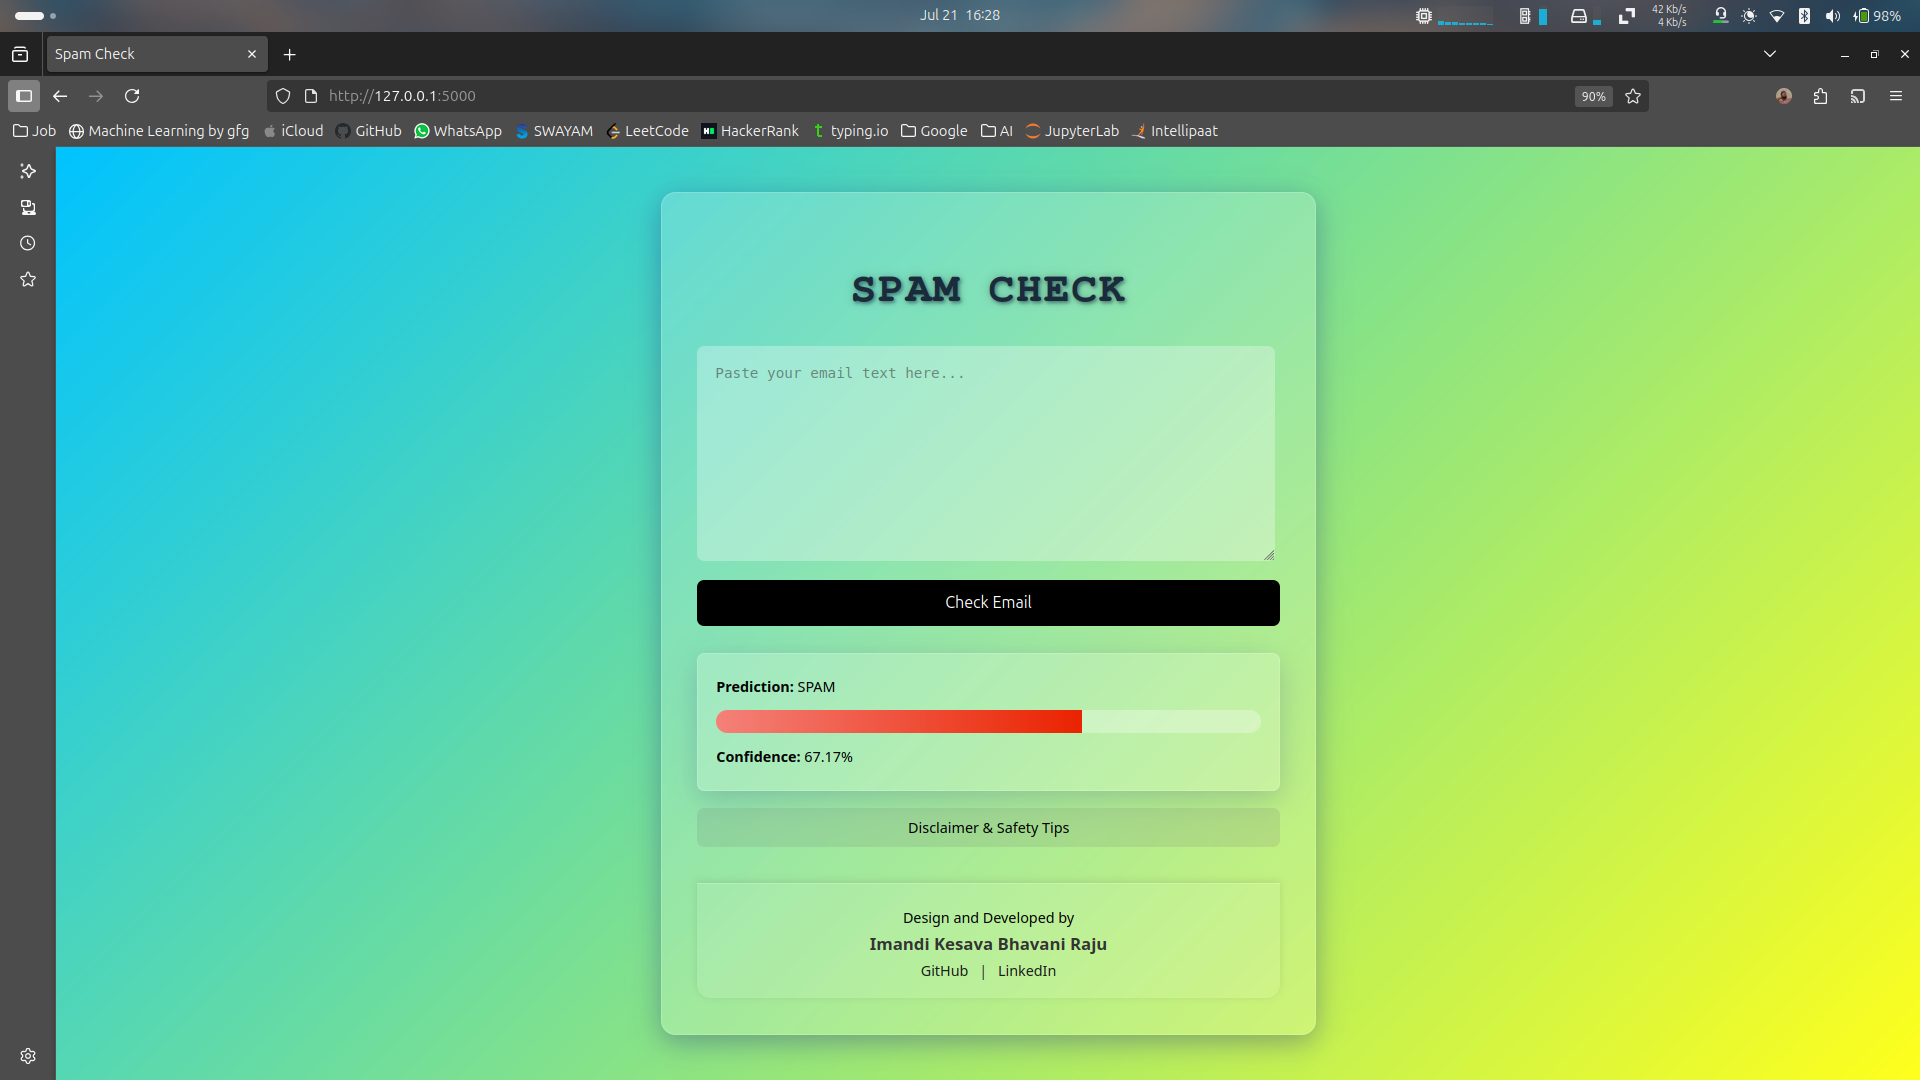 Jul 21 16:28
42 Kb/s
4 Kb/s
98%
Spam Check
http://127.0.0.1:5000
90%
Job Machine Learning by gfg iCloud GitHub WhatsApp SWAYAM LeetCode HackerRank typing.io Google AI JupyterLab Intellipaat
SPAM CHECK
Paste your email text here...
Check Email
Prediction: SPAM
Confidence: 67.17%
Disclaimer & Safety Tips
Design and Developed by
Imandi Kesava Bhavani Raju
GitHub | LinkedIn